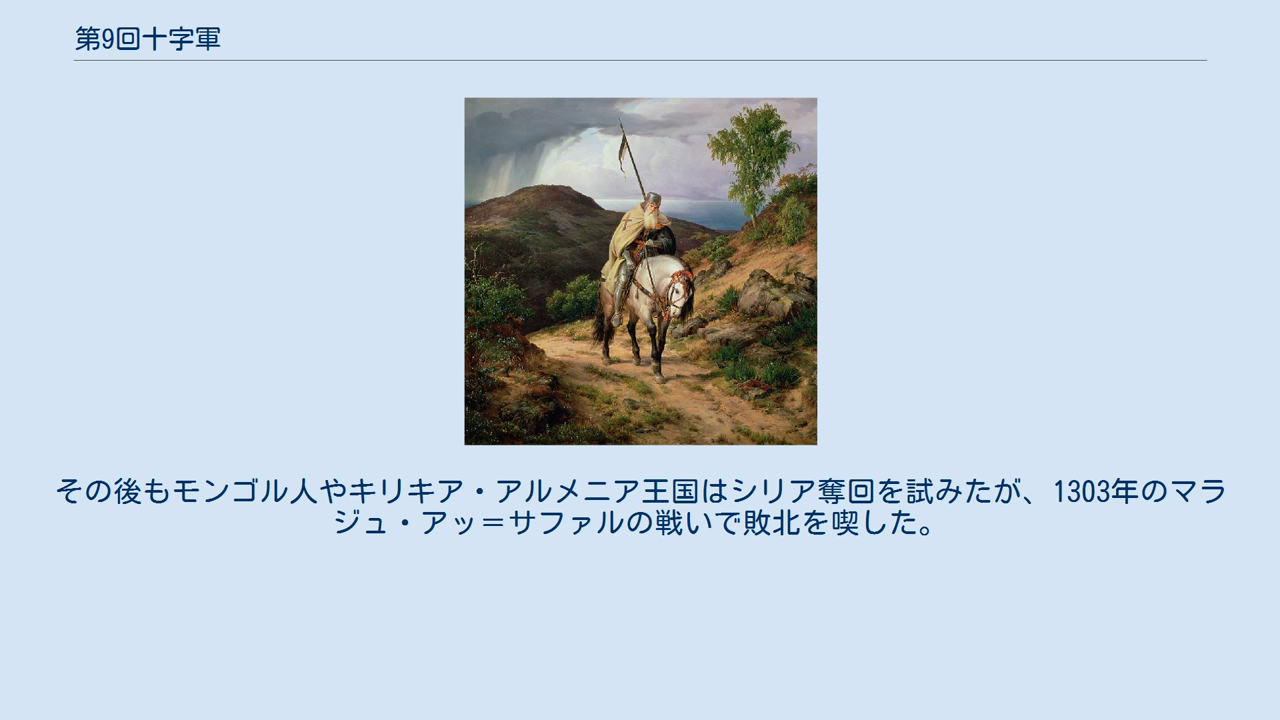 第9回十字軍
その後もモンゴル人やキリキア・アルメニア王国はシリア奪回を試みたが、1303年のマラ
ジュ・アッ＝サファルの戦いで敗北を喫した。